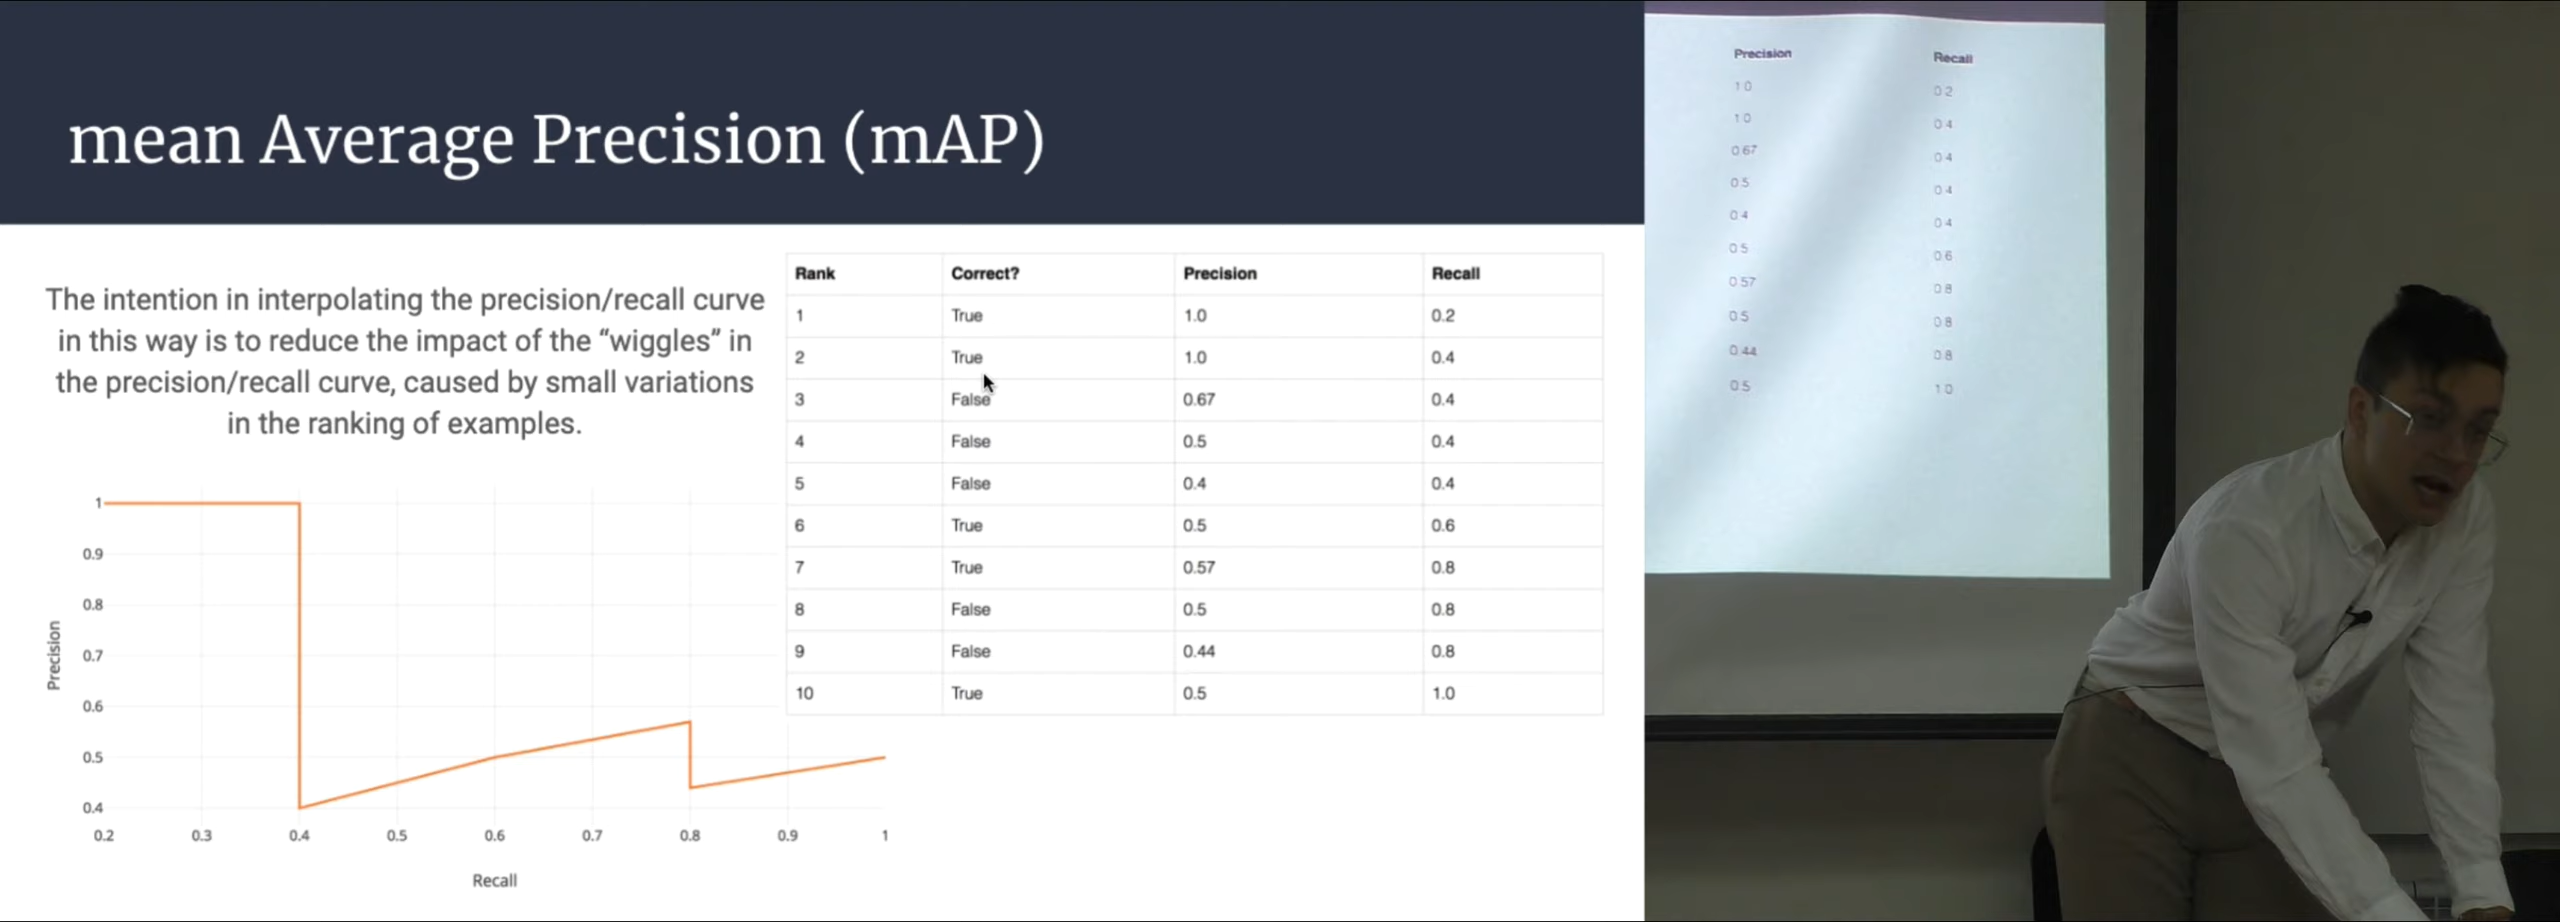 mean Average Precision (mAP)
The intention in interpolating the precision/recall curve
in this way is to reduce the impact of the “wiggles” in
the precision/recall curve, caused by small variations
in the ranking of examples.
Rank Correct? Precision Recall
1 True 1.0 0.2
2 True 1.0 0.4
3 False 0.67 0.4
4 False 0.5 0.4
5 False 0.4 0.4
6 True 0.5 0.6
7 True 0.57 0.8
8 False 0.5 0.8
9 False 0.44 0.8
10 True 0.5 1.0
1
0.9
0.8
0.7
0.6
0.5
0.4
Precision
0.2 0.3 0.4 0.5 0.6 0.7 0.8 0.9 1
Recall
Precision Recall
1.0 0.2
1.0 0.4
0.67 0.4
0.5 0.4
0.4 0.4
0.5 0.6
0.57 0.8
0.5 0.8
0.44 0.8
0.5 1.0